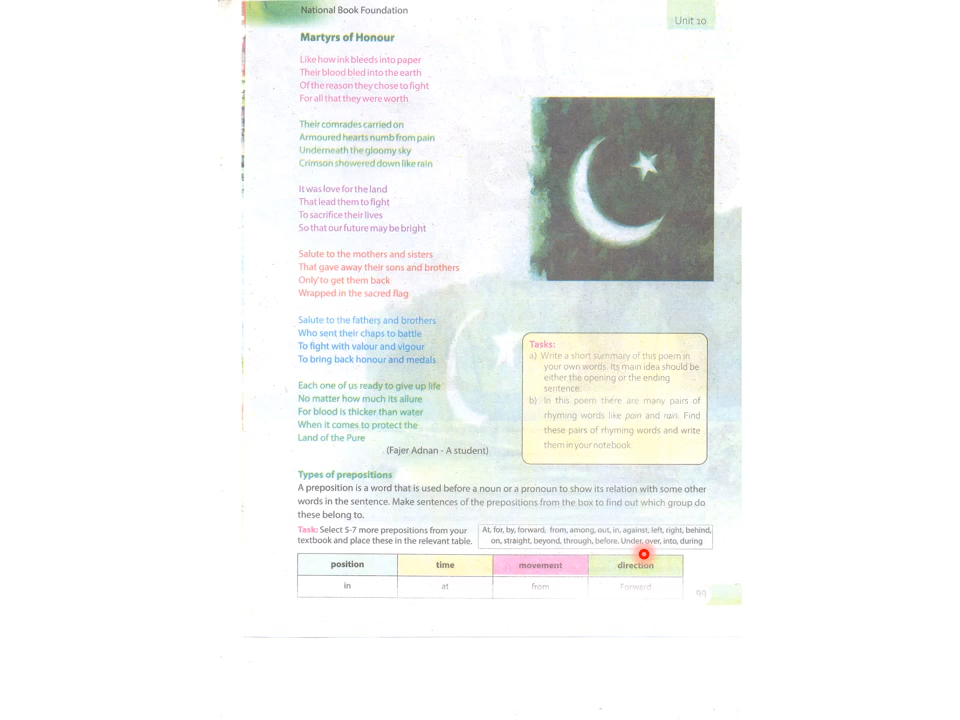 National Book Foundation
Unit 10
Martyrs of Honour
Like how ink bleeds into paper
Their blood bled into the earth
Of the reason they chose to fight
For all that they were worth
Their comrades carried on
Armoured hearts numb from pain
Underneath the gloomy sky
Crimson showered down like rain
It was love for the land
That lead them to fight
To sacrifice their lives
So that our future may be bright
Salute to the mothers and sisters
That gave away their sons and brothers
Only to get them back
Wrapped in the sacred flag
Salute to the fathers and brothers
Who sent their chaps to battle
To fight with valour and vigour
To bring back honour and medals
Each one of us ready to give up life
No matter how much its allure
For blood is thicker than water
When it comes to protect the
Land of the Pure
(Fajer Adnan - A student)
Tasks:
a) Write a short summary of this poem in
your own words. Its main idea should be
either the opening or the ending
sentence.
b) In this poem there are many pairs of
rhyming words like pain and rain. Find
these pairs of rhyming words and write
them in your notebook.
Types of prepositions
A preposition is a word that is used before a noun or a pronoun to show its relation with some other
words in the sentence. Make sentences of the prepositions from the box to find out which group do
these belong to.
Task: Select 5-7 more prepositions from your
textbook and place these in the relevant table.
At, for, by, forward, from, among, out, in, against, left, right, behind,
on, straight, beyond, through, before. Under, over, into, during
position time movement direction
in at from Forward
99